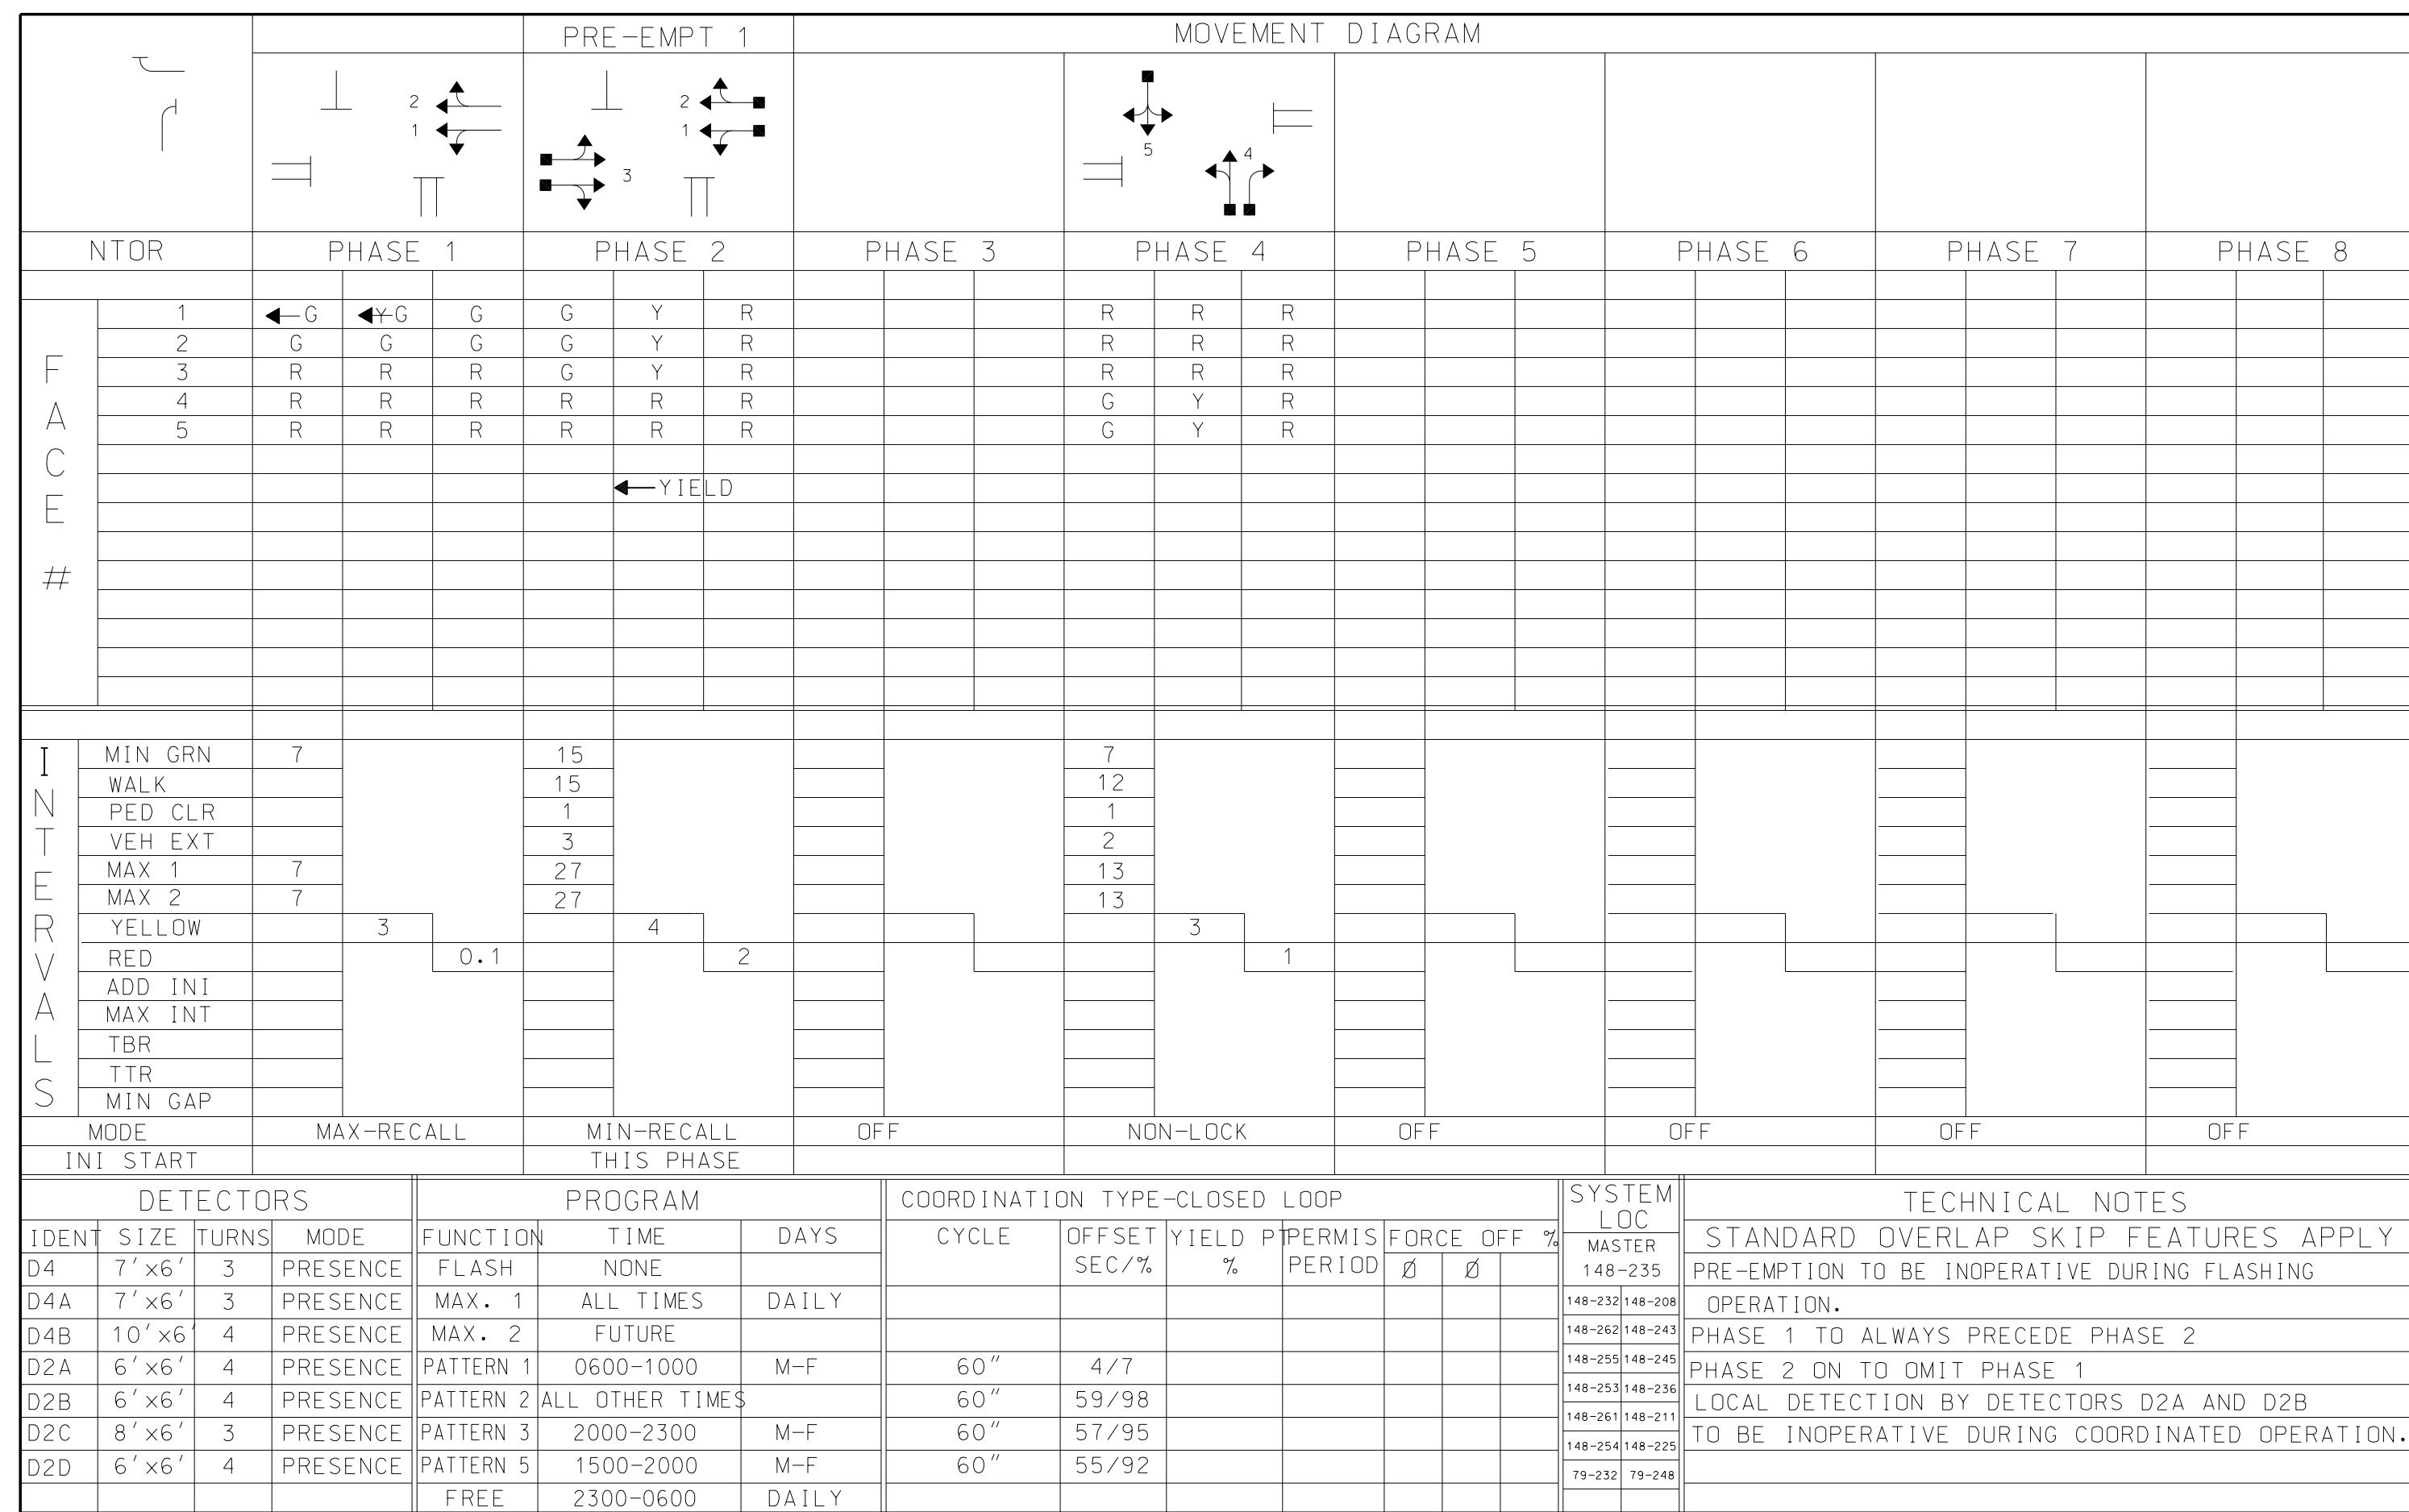 PRE-EMPT 1 MOVEMENT DIAGRAM
2 2
1 1
5 4
3
NTOR PHASE 1 PHASE 2 PHASE 3 PHASE 4 PHASE 5 PHASE 6 PHASE 7 PHASE 8
FACE #
1 G YG G G Y R R R R
2 G G G G Y R R R R
3 R R R G Y R R R R
4 R R R R R R G Y R
5 R R R R R R G Y R
YIELD
INTERVALS
MIN GRN 7 15 7
WALK 15 12
PED CLR 1 1
VEH EXT 3 2
MAX 1 7 27 13
MAX 2 7 27 13
YELLOW 3 4 3
RED 0.1 2 1
ADD INI
MAX INT
TBR
TTR
MIN GAP
MODE MAX-RECALL MIN-RECALL OFF NON-LOCK OFF OFF OFF OFF
INI START THIS PHASE
DETECTORS
IDENT SIZE TURNS MODE
D4 7'x6' 3 PRESENCE
D4A 7'x6' 3 PRESENCE
D4B 10'x6' 4 PRESENCE
D2A 6'x6' 4 PRESENCE
D2B 6'x6' 4 PRESENCE
D2C 8'x6' 3 PRESENCE
D2D 6'x6' 4 PRESENCE
PROGRAM
FUNCTION TIME DAYS
FLASH NONE
MAX. 1 ALL TIMES DAILY
MAX. 2 FUTURE
PATTERN 1 0600-1000 M-F
PATTERN 2 ALL OTHER TIMES
PATTERN 3 2000-2300 M-F
PATTERN 5 1500-2000 M-F
FREE 2300-0600 DAILY
COORDINATION TYPE-CLOSED LOOP
CYCLE OFFSET YIELD PT PERMIS FORCE OFF %
SEC/% % PERIOD Ø Ø
60" 4/7
60" 59/98
60" 57/95
60" 55/92
SYSTEM
LOC
MASTER
148-235
148-232 148-208
148-262 148-243
148-255 148-245
148-253 148-236
148-261 148-211
148-254 148-225
79-232 79-248
TECHNICAL NOTES
STANDARD OVERLAP SKIP FEATURES APPLY
PRE-EMPTION TO BE INOPERATIVE DURING FLASHING
OPERATION.
PHASE 1 TO ALWAYS PRECEDE PHASE 2
PHASE 2 ON TO OMIT PHASE 1
LOCAL DETECTION BY DETECTORS D2A AND D2B
TO BE INOPERATIVE DURING COORDINATED OPERATION.